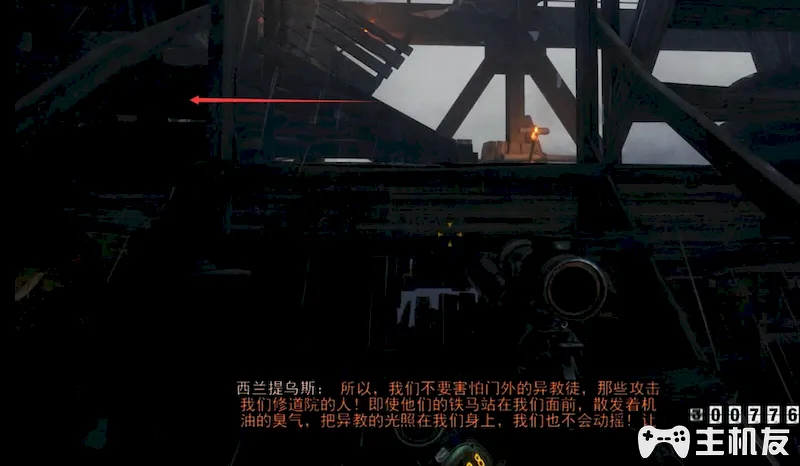 西兰提乌斯： 所以，我们不要害怕门外的异教徒，那些攻击
我们修道院的人！即使他们的铁马站在我们面前，散发着机
油的臭气，把异教的光照在我们身上，我们也不会动摇！让
300776
主机友